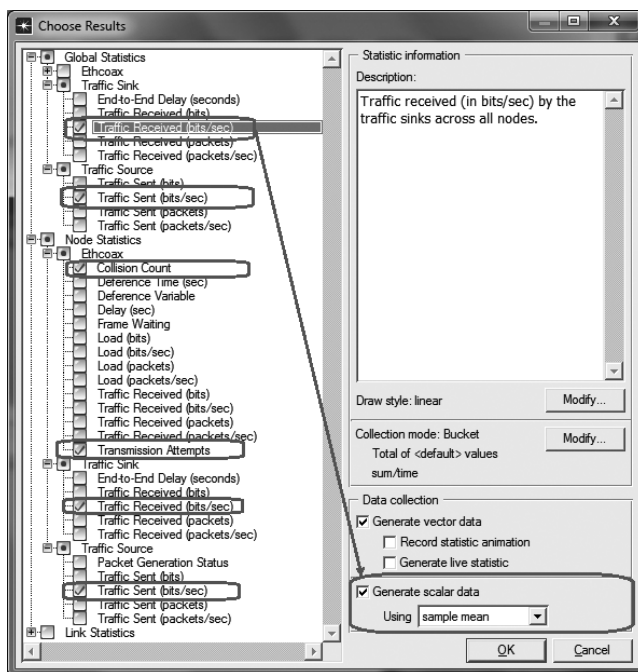 Choose Results
Global Statistics
Ethcoax
Traffic Sink
End-to-End Delay (seconds)
Traffic Received (bits)
Traffic Received (bits/sec)
Traffic Received (packets)
Traffic Received (packets/sec)
Traffic Source
Traffic Sent (bits)
Traffic Sent (bits/sec)
Traffic Sent (packets)
Traffic Sent (packets/sec)
Node Statistics
Ethcoax
Collision Count
Deference Time (sec)
Deference Variable
Delay (sec)
Frame Waiting
Load (bits)
Load (bits/sec)
Load (packets)
Load (packets/sec)
Traffic Received (bits)
Traffic Received (bits/sec)
Traffic Received (packets)
Traffic Received (packets/sec)
Transmission Attempts
Traffic Sink
End-to-End Delay (seconds)
Traffic Received (bits)
Traffic Received (bits/sec)
Traffic Received (packets)
Traffic Received (packets/sec)
Traffic Source
Packet Generation Status
Traffic Sent (bits)
Traffic Sent (bits/sec)
Traffic Sent (packets)
Traffic Sent (packets/sec)
Link Statistics
Statistic information
Description:
Traffic received (in bits/sec) by the
traffic sinks across all nodes.
Draw style: linear
Modify...
Collection mode: Bucket
Modify...
Total of <default> values
sum/time
Data collection
Generate vector data
Record statistic animation
Generate live statistic
Generate scalar data
Using sample mean
OK
Cancel